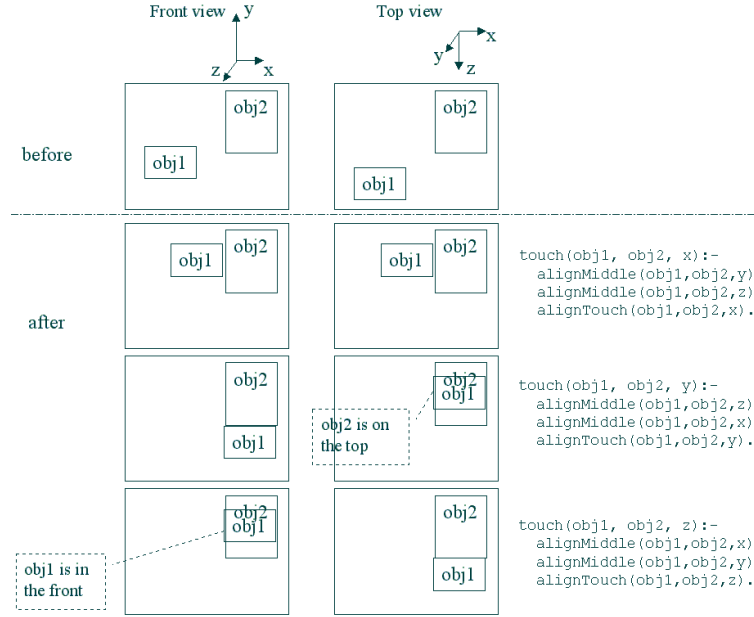 Front view
y
z
x
Top view
x
y
z
before
obj2
obj1
obj2
obj1
after
obj1
obj2
obj1
obj2
touch(obj1, obj2, x):-
alignMiddle(obj1,obj2,y)
alignMiddle(obj1,obj2,z)
alignTouch(obj1,obj2,x).
obj2
obj1
obj2
obj1
obj2 is on
the top
touch(obj1, obj2, y):-
alignMiddle(obj1,obj2,z)
alignMiddle(obj1,obj2,x)
alignTouch(obj1,obj2,y).
obj2
obj1
obj1 is in
the front
obj2
obj1
touch(obj1, obj2, z):-
alignMiddle(obj1,obj2,x)
alignMiddle(obj1,obj2,y)
alignTouch(obj1,obj2,z).